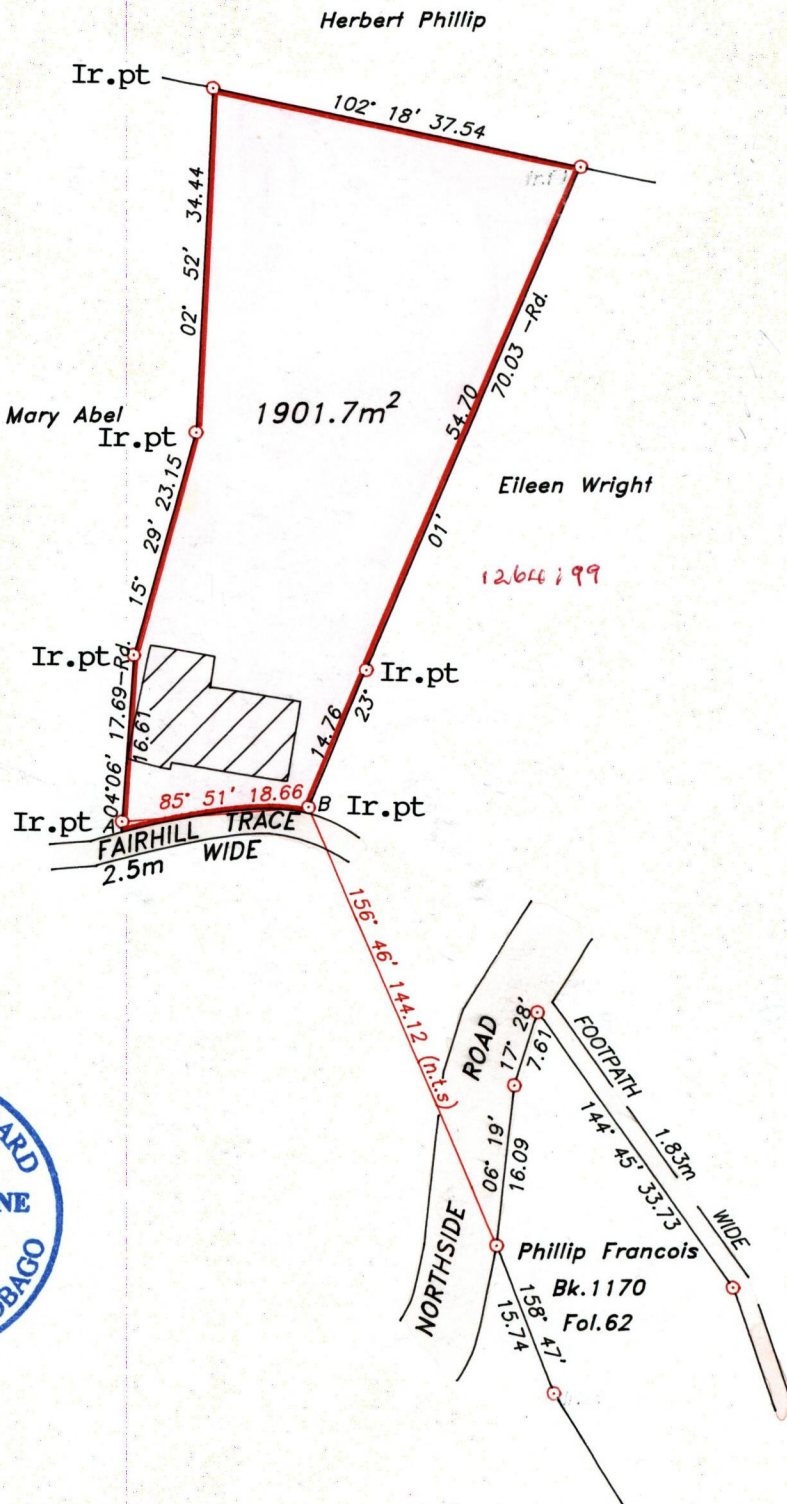 Herbert Phillip
Ir.pt
102° 18' 37.54
02° 52' 34.44
70.03 -Rd.
54.70
Mary Abel
Ir.pt
1901.7m²
Eileen Wright
15° 29' 23.15
01'
Ir.pt
Ir.pt
04°06' 17.69-Rd.
16.61
14.76
23°
85° 51' 18.66
B
Ir.pt
Ir.pt
A
FAIRHILL TRACE
2.5m WIDE
156° 46' 144.12 (n.t.s)
ROAD
17° 28'
7.61
FOOTPATH 1.83m WIDE
144° 45' 33.73
06° 19'
16.09
NORTHSIDE
Phillip Francois
Bk.1170
Fol.62
158° 47'
15.74
ARD
NE
OBAGO